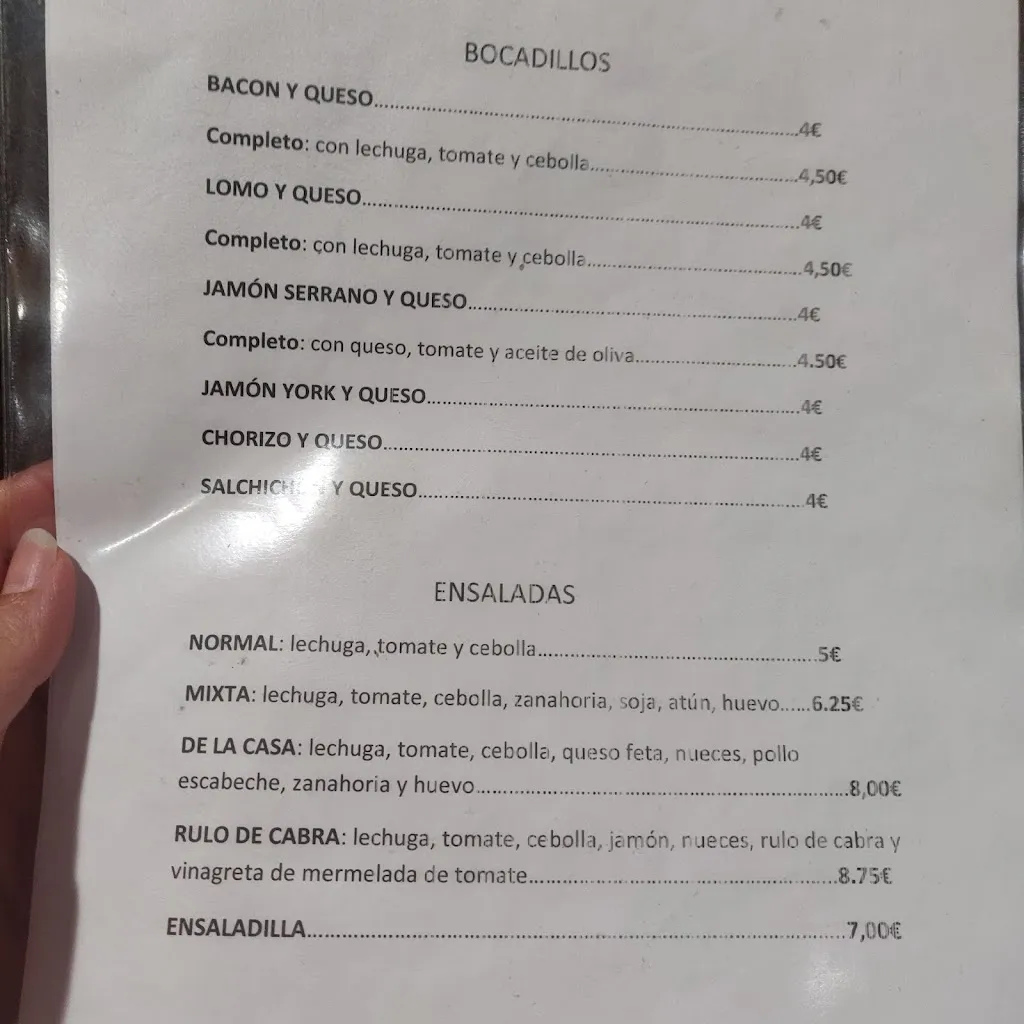 BOCADILLOS
BACON Y QUESO..........4€
Completo: con lechuga, tomate y cebolla..........4,50€
LOMO Y QUESO..........4€
Completo: con lechuga, tomate y cebolla..........4,50€
JAMÓN SERRANO Y QUESO..........4€
Completo: con queso, tomate y aceite de oliva..........4.50€
JAMÓN YORK Y QUESO..........4€
CHORIZO Y QUESO..........4€
Y QUESO..........4€
ENSALADAS
NORMAL: lechuga, tomate y cebolla..........5€
MIXTA: lechuga, tomate, cebolla, zanahoria, soja, atún, huevo......6.25€
DE LA CASA: lechuga, tomate, cebolla, queso feta, nueces, pollo
escabeche, zanahoria y huevo..........8,00€
RULO DE CABRA: lechuga, tomate, cebolla, jamón, nueces, rulo de cabra y
vinagreta de mermelada de tomate..........8.75€
ENSALADILLA..........7,00€